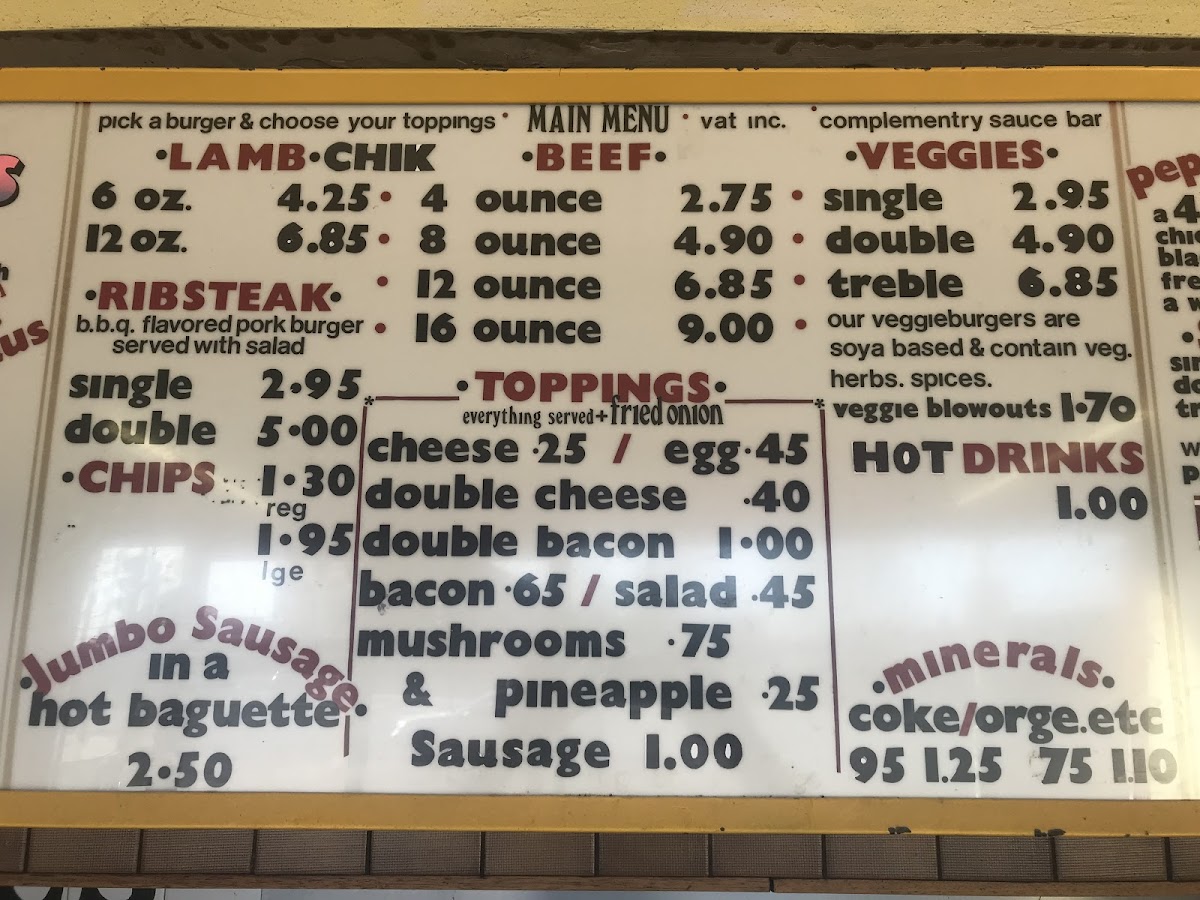 pick a burger & choose your toppings • MAIN MENU • vat inc. • complementry sauce bar
•LAMB•CHIK
6 oz. 4.25
12 oz. 6.85
•RIBSTEAK•
b.b.q. flavored pork burger
served with salad
single 2•95
double 5•00
•CHIPS 1•30
reg
1•95
lge
•Jumbo Sausage•
in a
hot baguette
2•50
•BEEF•
• 4 ounce 2.75 •
• 8 ounce 4.90 •
• 12 ounce 6.85 •
• 16 ounce 9.00 •
•TOPPINGS•
everything served + fried onion
cheese •25 / egg •45
double cheese •40
double bacon 1•00
bacon •65 / salad •45
mushrooms •75
& pineapple •25
Sausage 1.00
•VEGGIES•
single 2.95
double 4.90
treble 6.85
our veggieburgers are
soya based & contain veg.
herbs. spices.
veggie blowouts 1•70
HOT DRINKS
1.00
•minerals•
coke/orge.etc
95 1.25 75 1.10